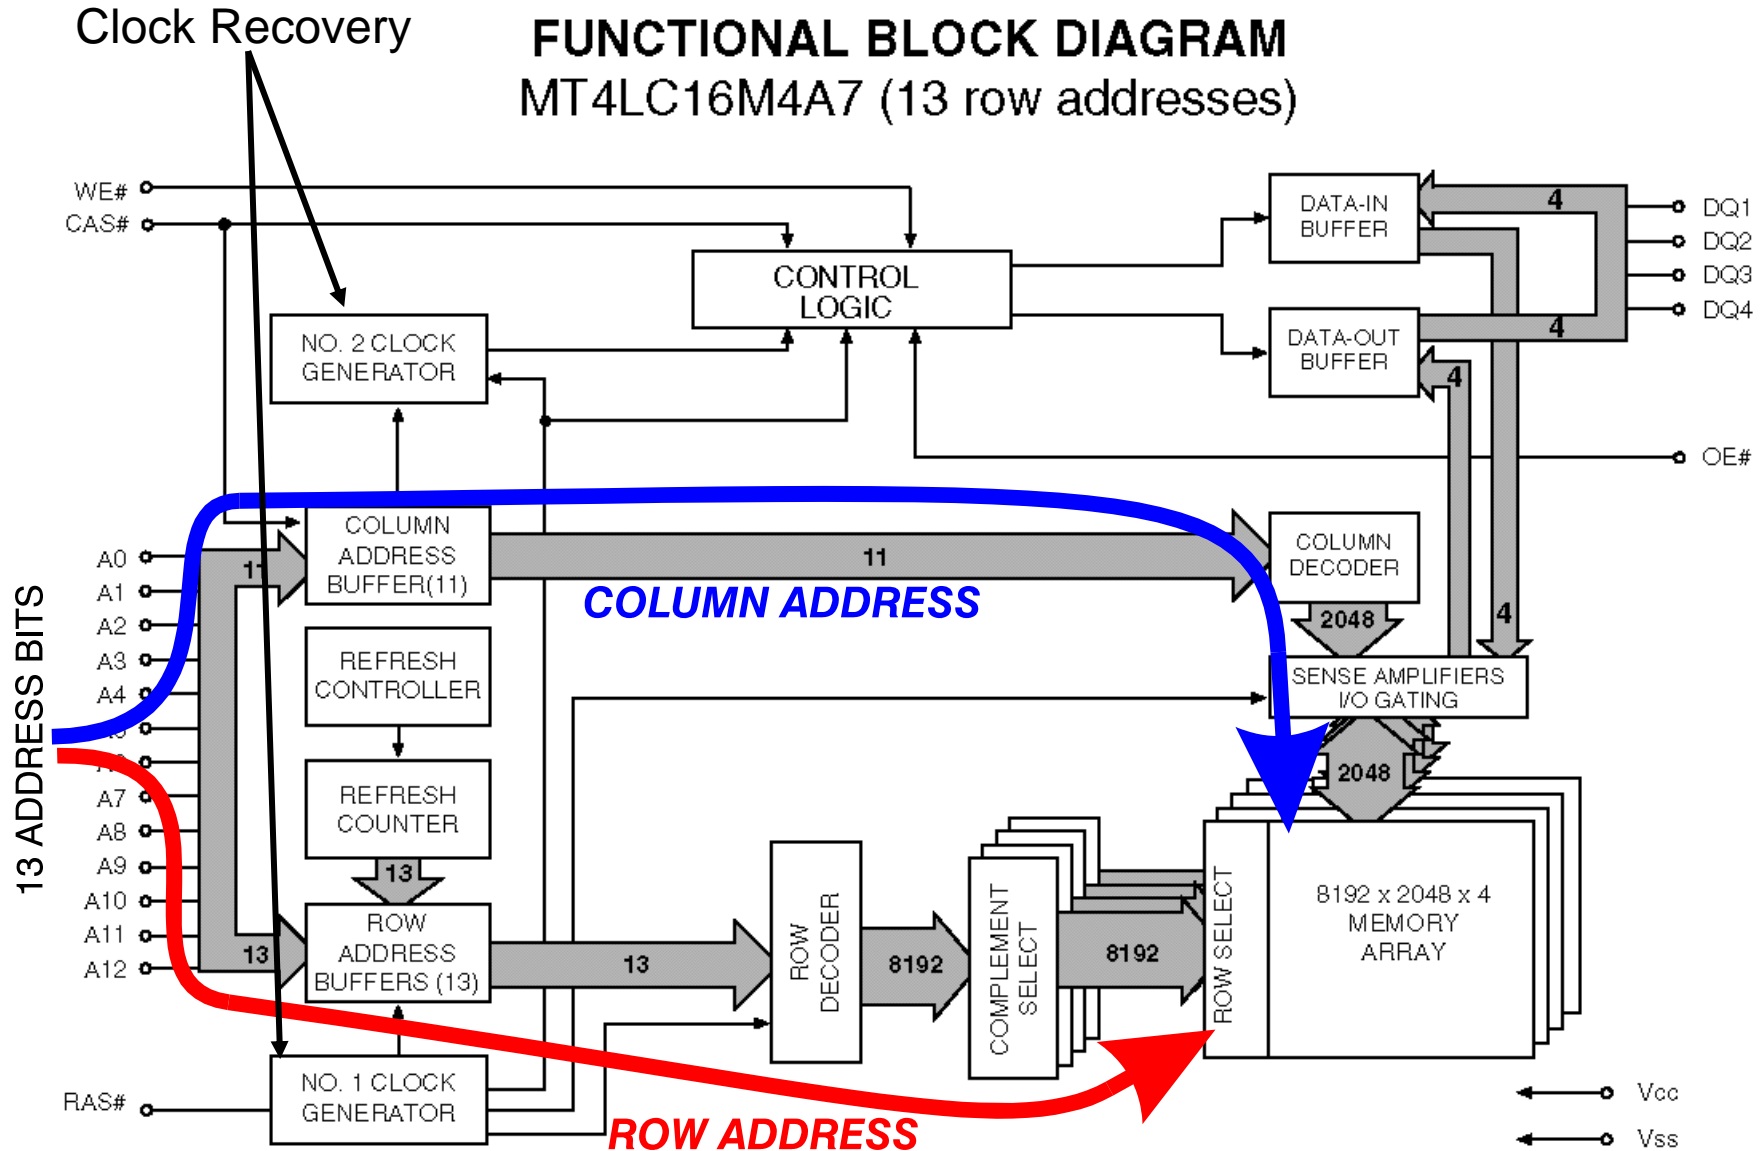 Clock Recovery
FUNCTIONAL BLOCK DIAGRAM
MT4LC16M4A7 (13 row addresses)
WE#
CAS#
CONTROL
LOGIC
DATA-IN
BUFFER
4
DQ1
DQ2
DQ3
DQ4
NO. 2 CLOCK
GENERATOR
DATA-OUT
BUFFER
4
4
OE#
COLUMN
ADDRESS
BUFFER(11)
11
11
COLUMN ADDRESS
COLUMN
DECODER
2048
4
13 ADDRESS BITS
A0
A1
A2
A3
A4
A7
A8
A9
A10
A11
A12
REFRESH
CONTROLLER
SENSE AMPLIFIERS
I/O GATING
2048
REFRESH
COUNTER
13
ROW
ADDRESS
BUFFERS (13)
13
13
ROW
DECODER
8192
COMPLEMENT
SELECT
8192
ROW SELECT
8192 x 2048 x 4
MEMORY
ARRAY
RAS#
NO. 1 CLOCK
GENERATOR
ROW ADDRESS
Vcc
Vss